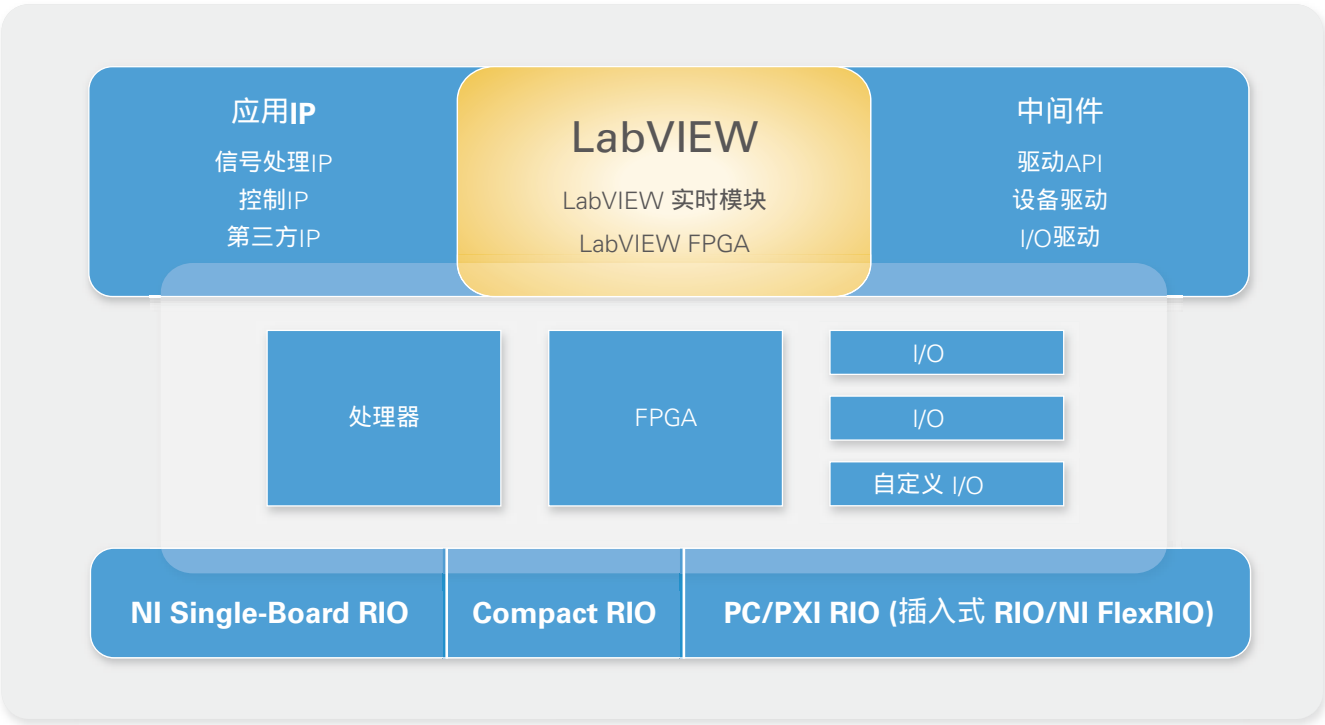 应用IP
信号处理IP
控制IP
第三方IP
LabVIEW
LabVIEW 实时模块
LabVIEW FPGA
中间件
驱动API
设备驱动
I/O驱动
处理器
FPGA
I/O
I/O
自定义 I/O
NI Single-Board RIO
Compact RIO
PC/PXI RIO (插入式 RIO/NI FlexRIO)